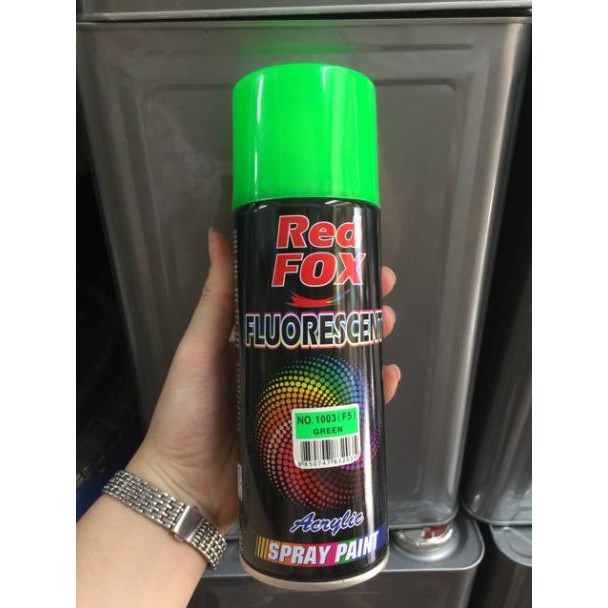 Red
FOX
FLUORESCENT
NO. 1003(F5)
GREEN
Acrylic
SPRAY PAINT